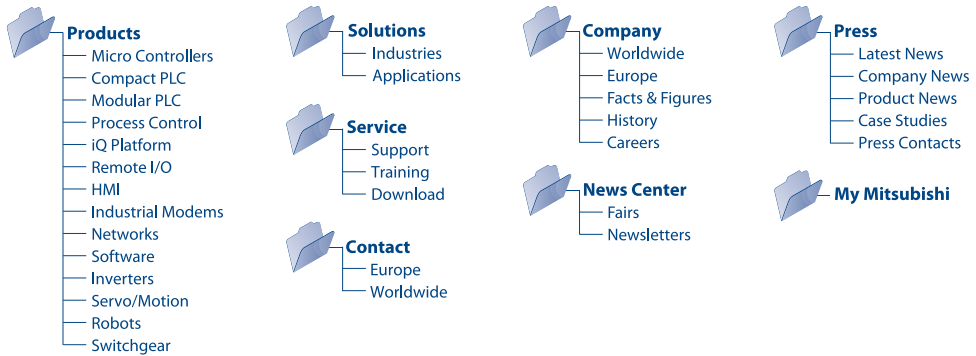 Products
Micro Controllers
Compact PLC
Modular PLC
Process Control
iQ Platform
Remote I/O
HMI
Industrial Modems
Networks
Software
Inverters
Servo/Motion
Robots
Switchgear
Solutions
Industries
Applications
Service
Support
Training
Download
Contact
Europe
Worldwide
Company
Worldwide
Europe
Facts & Figures
History
Careers
News Center
Fairs
Newsletters
Press
Latest News
Company News
Product News
Case Studies
Press Contacts
My Mitsubishi